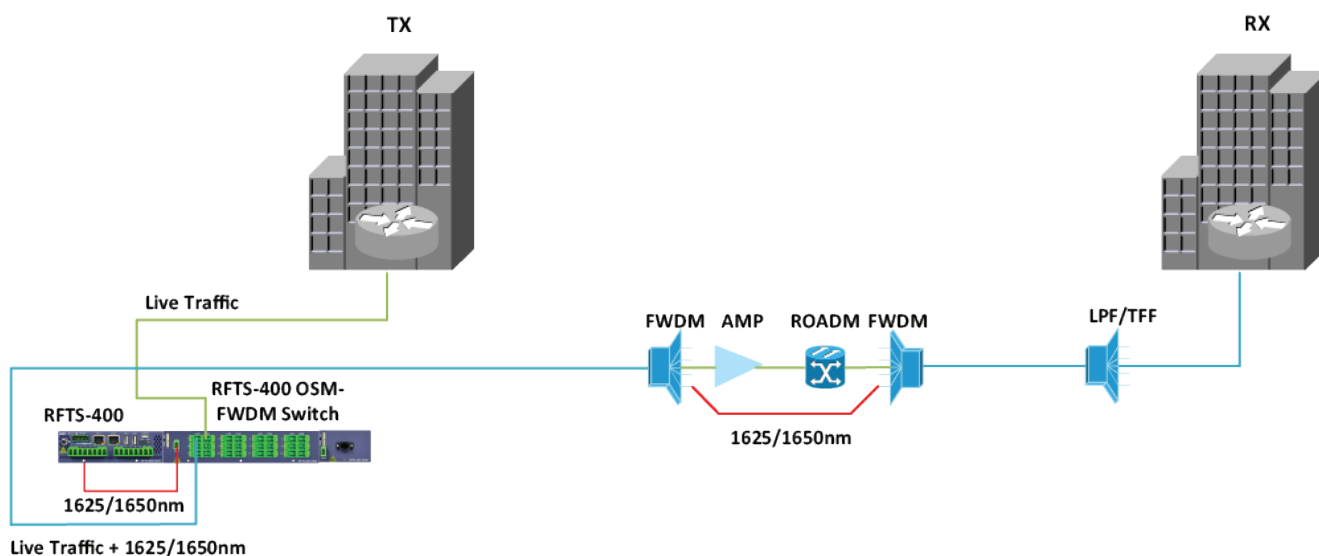 TX
RX
Live Traffic
FWDM
AMP
ROADM
FWDM
LPF/TFF
RFTS-400
RFTS-400 OSM-
FWDM Switch
1625/1650nm
1625/1650nm
Live Traffic + 1625/1650nm